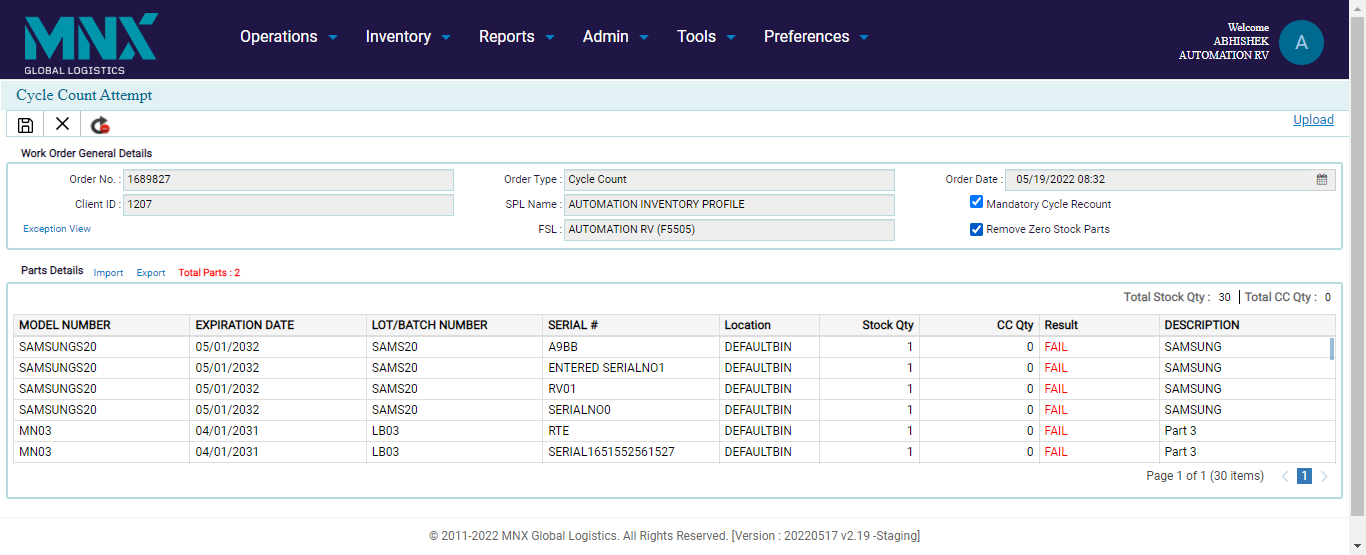 MNX
GLOBAL LOGISTICS
Operations Inventory Reports Admin Tools Preferences
Welcome
ABHISHEK
AUTOMATION RV
A
Cycle Count Attempt
Upload
Work Order General Details
Order No. : 1689827 Order Type : Cycle Count Order Date : 05/19/2022 08:32
Client ID : 1207 SPL Name : AUTOMATION INVENTORY PROFILE Mandatory Cycle Recount
Exception View FSL : AUTOMATION RV (F5505) Remove Zero Stock Parts
Parts Details Import Export Total Parts : 2
Total Stock Qty : 30 Total CC Qty : 0
MODEL NUMBER EXPIRATION DATE LOT/BATCH NUMBER SERIAL # Location Stock Qty CC Qty Result DESCRIPTION
SAMSUNGS20 05/01/2032 SAMS20 A9BB DEFAULTBIN 1 0 FAIL SAMSUNG
SAMSUNGS20 05/01/2032 SAMS20 ENTERED SERIALNO1 DEFAULTBIN 1 0 FAIL SAMSUNG
SAMSUNGS20 05/01/2032 SAMS20 RV01 DEFAULTBIN 1 0 FAIL SAMSUNG
SAMSUNGS20 05/01/2032 SAMS20 SERIALNO0 DEFAULTBIN 1 0 FAIL SAMSUNG
MN03 04/01/2031 LB03 RTE DEFAULTBIN 1 0 FAIL Part 3
MN03 04/01/2031 LB03 SERIAL1651552561527 DEFAULTBIN 1 0 FAIL Part 3
Page 1 of 1 (30 items) 1
© 2011-2022 MNX Global Logistics. All Rights Reserved. [Version : 20220517 v2.19 -Staging]